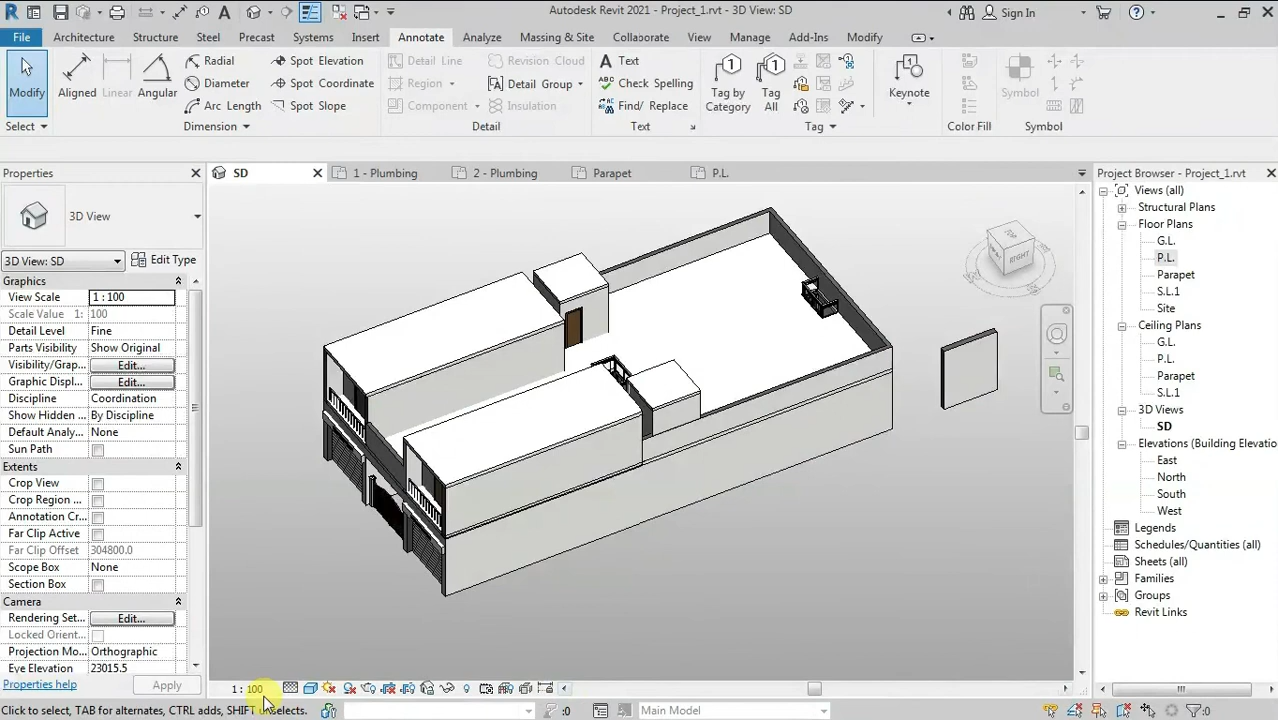 Autodesk Revit 2021 - Project_1.rvt - 3D View: SD
Sign In
File Architecture Structure Steel Precast Systems Insert Annotate Analyze Massing & Site Collaborate View Manage Add-Ins Modify
Modify
Select
Aligned
Linear
Angular
Radial
Diameter
Arc Length
Spot Elevation
Spot Coordinate
Spot Slope
Dimension
Detail Line
Region
Component
Revision Cloud
Detail Group
Insulation
Detail
Text
Check Spelling
Find/ Replace
Text
Tag by Category
Tag All
Tag
Keynote
Color Fill
Symbol
Symbol
Properties
SD
1 - Plumbing
2 - Plumbing
Parapet
P.L.
3D View
3D View: SD
Edit Type
Graphics
View Scale 1 : 100
Scale Value 1: 100
Detail Level Fine
Parts Visibility Show Original
Visibility/Grap... Edit...
Graphic Displ... Edit...
Discipline Coordination
Show Hidden ... By Discipline
Default Analy... None
Sun Path
Extents
Crop View
Crop Region ...
Annotation Cr...
Far Clip Active
Far Clip Offset 304800.0
Scope Box None
Section Box
Camera
Rendering Set... Edit...
Locked Orient...
Projection Mo... Orthographic
Eye Elevation 23015.5
Properties help
Apply
TOP
RIGHT
Project Browser - Project_1.rvt
Views (all)
Structural Plans
Floor Plans
G.L.
P.L.
Parapet
S.L.1
Site
Ceiling Plans
G.L.
P.L.
Parapet
S.L.1
3D Views
SD
Elevations (Building Elevatio
East
North
South
West
Legends
Schedules/Quantities (all)
Sheets (all)
Families
Groups
Revit Links
1 : 100
Click to select, TAB for alternates, CTRL adds, SHIFT unselects.
:0
Main Model
:0